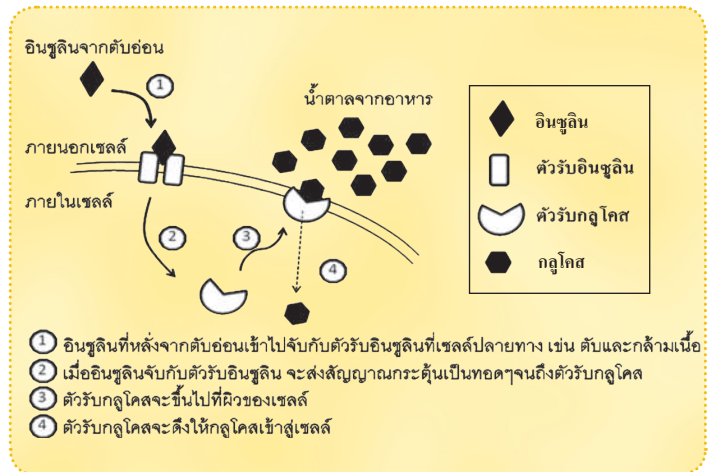 อินซูลินจากตับอ่อน
1
น้ำตาลจากอาหาร
ภายนอกเซลล์
ภายในเซลล์
2
3
4
อินซูลิน
ตัวรับอินซูลิน
ตัวรับกลูโคส
กลูโคส
1 อินซูลินที่หลั่งจากตับอ่อนเข้าไปจับกับตัวรับอินซูลินที่เซลล์ปลายทาง เช่น ตับและกล้ามเนื้อ
2 เมื่ออินซูลินจับกับตัวรับอินซูลิน จะส่งสัญญาณกระตุ้นเป็นทอดๆจนถึงตัวรับกลูโคส
3 ตัวรับกลูโคสจะขึ้นไปที่ผิวของเซลล์
4 ตัวรับกลูโคสจะดึงให้กลูโคสเข้าสู่เซลล์